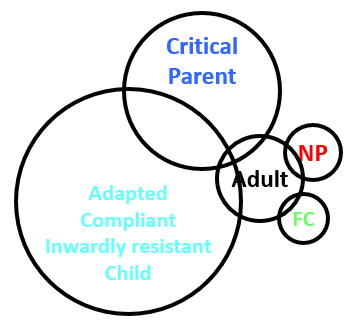 Critical
Parent
NP
Adult
Adapted
Compliant
Inwardly resistant
Child
FC